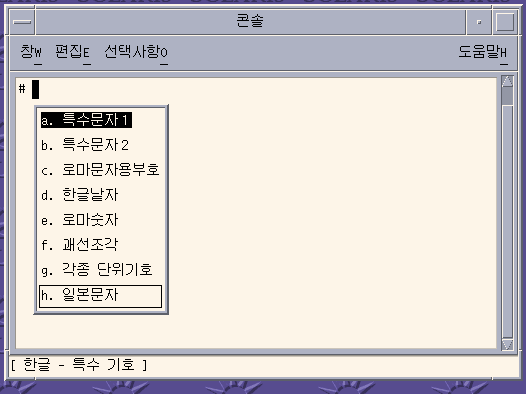 콘솔
창W 편집E 선택사항O 도움말H
#
a. 특수문자1
b. 특수문자2
c. 로마문자용부호
d. 한글낱자
e. 로마숫자
f. 괘선조각
g. 각종 단위기호
h. 일본문자
[ 한글 - 특수 기호 ]